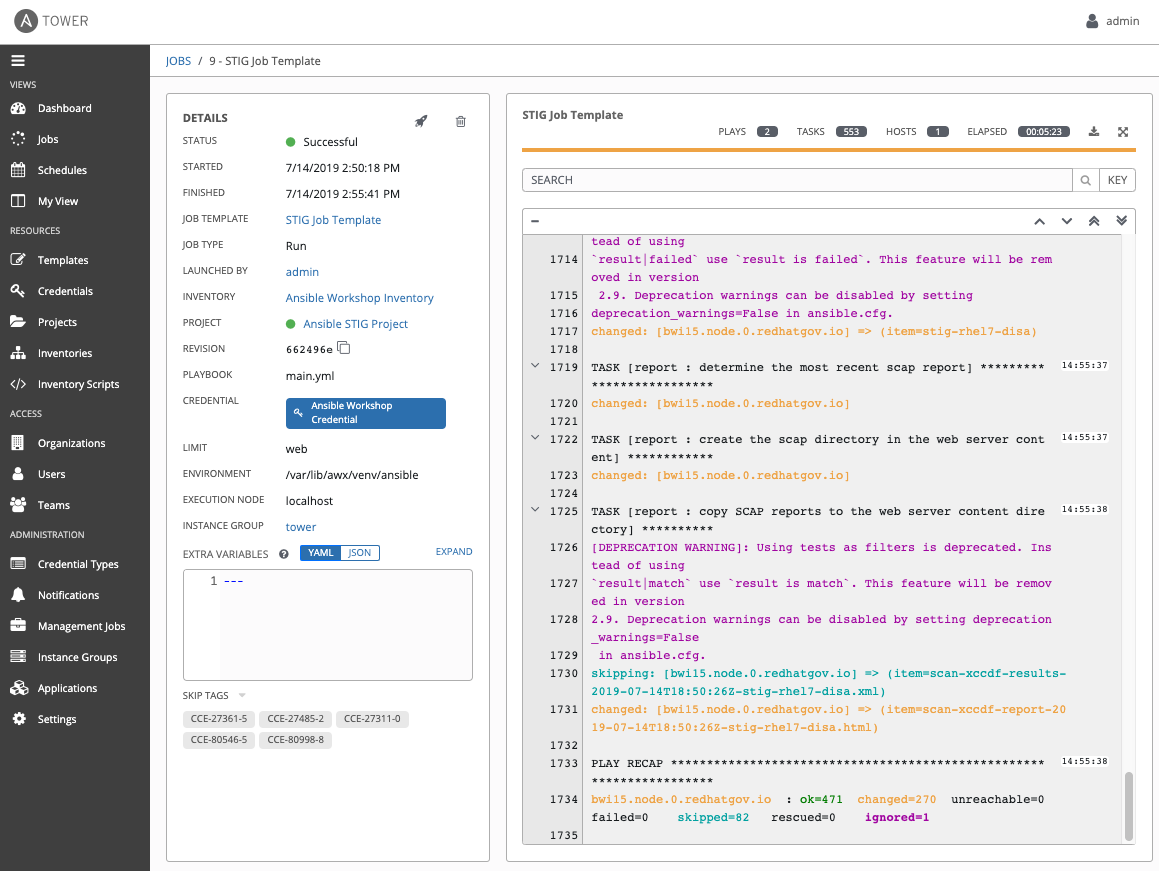 A TOWER
admin
VIEWS
Dashboard
Jobs
Schedules
My View
RESOURCES
Templates
Credentials
Projects
Inventories
Inventory Scripts
ACCESS
Organizations
Users
Teams
ADMINISTRATION
Credential Types
Notifications
Management Jobs
Instance Groups
Applications
Settings
JOBS / 9 - STIG Job Template
DETAILS
STATUS Successful
STARTED 7/14/2019 2:50:18 PM
FINISHED 7/14/2019 2:55:41 PM
JOB TEMPLATE STIG Job Template
JOB TYPE Run
LAUNCHED BY admin
INVENTORY Ansible Workshop Inventory
PROJECT Ansible STIG Project
REVISION 662496e
PLAYBOOK main.yml
CREDENTIAL Ansible Workshop
Credential
LIMIT web
ENVIRONMENT /var/lib/awx/venv/ansible
EXECUTION NODE localhost
INSTANCE GROUP tower
EXTRA VARIABLES ? YAML JSON EXPAND
1 ---
SKIP TAGS
CCE-27361-5 CCE-27485-2 CCE-27311-0
CCE-80546-5 CCE-80998-8
STIG Job Template
PLAYS 2 TASKS 553 HOSTS 1 ELAPSED 00:05:23
SEARCH KEY
tead of using
1714 `result|failed` use `result is failed`. This feature will be rem
oved in version
1715 2.9. Deprecation warnings can be disabled by setting
1716 deprecation_warnings=False in ansible.cfg.
1717 changed: [bwi15.node.0.redhatgov.io] => (item=stig-rhel7-disa)
1718
1719 TASK [report : determine the most recent scap report] ********* 14:55:37
*****************
1720 changed: [bwi15.node.0.redhatgov.io]
1721
1722 TASK [report : create the scap directory in the web server cont 14:55:37
ent] ************
1723 changed: [bwi15.node.0.redhatgov.io]
1724
1725 TASK [report : copy SCAP reports to the web server content dire 14:55:38
ctory] **********
1726 [DEPRECATION WARNING]: Using tests as filters is deprecated. Ins
tead of using
1727 `result|match` use `result is match`. This feature will be remov
ed in version
1728 2.9. Deprecation warnings can be disabled by setting deprecation
_warnings=False
1729 in ansible.cfg.
1730 skipping: [bwi15.node.0.redhatgov.io] => (item=scan-xccdf-results-
2019-07-14T18:50:26Z-stig-rhel7-disa.xml)
1731 changed: [bwi15.node.0.redhatgov.io] => (item=scan-xccdf-report-20
19-07-14T18:50:26Z-stig-rhel7-disa.html)
1732
1733 PLAY RECAP **************************************************** 14:55:38
*****************
1734 bwi15.node.0.redhatgov.io : ok=471 changed=270 unreachable=0
failed=0 skipped=82 rescued=0 ignored=1
1735